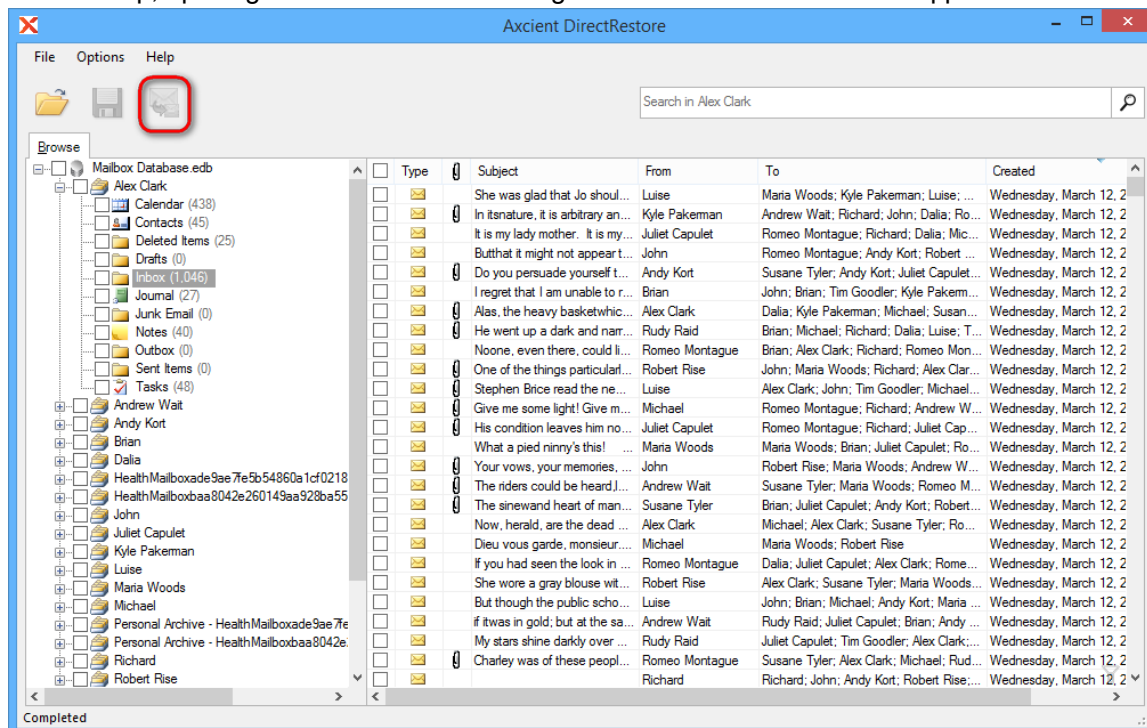 Axcient DirectRestore
File Options Help
Search in Alex Clark
Browse
Mailbox Database.edb
Alex Clark
Calendar (438)
Contacts (45)
Deleted Items (25)
Drafts (0)
Inbox (1,046)
Journal (27)
Junk Email (0)
Notes (40)
Outbox (0)
Sent Items (0)
Tasks (48)
Andrew Wait
Andy Kort
Brian
Dalia
HealthMailboxade9ae7fe5b54860a1cf0218
HealthMailboxbaa8042e260149aa928ba55
John
Juliet Capulet
Kyle Pakerman
Luise
Maria Woods
Michael
Personal Archive - HealthMailboxade9ae7fe
Personal Archive - HealthMailboxbaa8042e
Richard
Robert Rise
Type Subject From To Created
She was glad that Jo shoul... Luise Maria Woods; Kyle Pakerman; Luise; ... Wednesday, March 12, 2
In itsnature, it is arbitrary an... Kyle Pakerman Andrew Wait; Richard; John; Dalia; Ro... Wednesday, March 12, 2
It is my lady mother. It is my... Juliet Capulet Romeo Montague; Richard; Dalia; Mic... Wednesday, March 12, 2
Butthat it might not appear t... John Romeo Montague; Andy Kort; Robert ... Wednesday, March 12, 2
Do you persuade yourself t... Andy Kort Susane Tyler; Andy Kort; Juliet Capulet... Wednesday, March 12, 2
I regret that I am unable to r... Brian John; Brian; Tim Goodler; Kyle Pakerm... Wednesday, March 12, 2
Alas, the heavy basketwhic... Alex Clark Dalia; Kyle Pakerman; Michael; Susan... Wednesday, March 12, 2
He went up a dark and narr... Rudy Raid Brian; Michael; Richard; Dalia; Luise; T... Wednesday, March 12, 2
Noone, even there, could li... Romeo Montague Brian; Alex Clark; Richard; Romeo Mon... Wednesday, March 12, 2
One of the things particularl... Robert Rise John; Maria Woods; Richard; Alex Clar... Wednesday, March 12, 2
Stephen Brice read the ne... Luise Alex Clark; John; Tim Goodler; Michael... Wednesday, March 12, 2
Give me some light! Give m... Michael Romeo Montague; Richard; Andrew W... Wednesday, March 12, 2
His condition leaves him no... Juliet Capulet Romeo Montague; Richard; Juliet Cap... Wednesday, March 12, 2
What a pied ninny's this! ... Maria Woods Maria Woods; Brian; Juliet Capulet; Ro... Wednesday, March 12, 2
Your vows, your memories, ... John Robert Rise; Maria Woods; Andrew W... Wednesday, March 12, 2
The riders could be heard,l... Andrew Wait Susane Tyler; Maria Woods; Romeo M... Wednesday, March 12, 2
The sinewand heart of man... Susane Tyler Brian; Juliet Capulet; Andy Kort; Robert... Wednesday, March 12, 2
Now, herald, are the dead ... Alex Clark Michael; Alex Clark; Susane Tyler; Ro... Wednesday, March 12, 2
Dieu vous garde, monsieur.... Michael Maria Woods; Robert Rise Wednesday, March 12, 2
If you had seen the look in ... Romeo Montague Dalia; Juliet Capulet; Alex Clark; Rome... Wednesday, March 12, 2
She wore a gray blouse wit... Robert Rise Alex Clark; Susane Tyler; Maria Woods... Wednesday, March 12, 2
But though the public scho... Luise John; Brian; Michael; Andy Kort; Maria ... Wednesday, March 12, 2
if itwas in gold; but at the sa... Andrew Wait Rudy Raid; Juliet Capulet; Brian; Andy ... Wednesday, March 12, 2
My stars shine darkly over ... Rudy Raid Juliet Capulet; Tim Goodler; Alex Clark;... Wednesday, March 12, 2
Charley was of these peopl... Romeo Montague Susane Tyler; Alex Clark; Michael; Rud... Wednesday, March 12, 2
Richard Richard; John; Andy Kort; Robert Rise;... Wednesday, March 12, 2
Completed